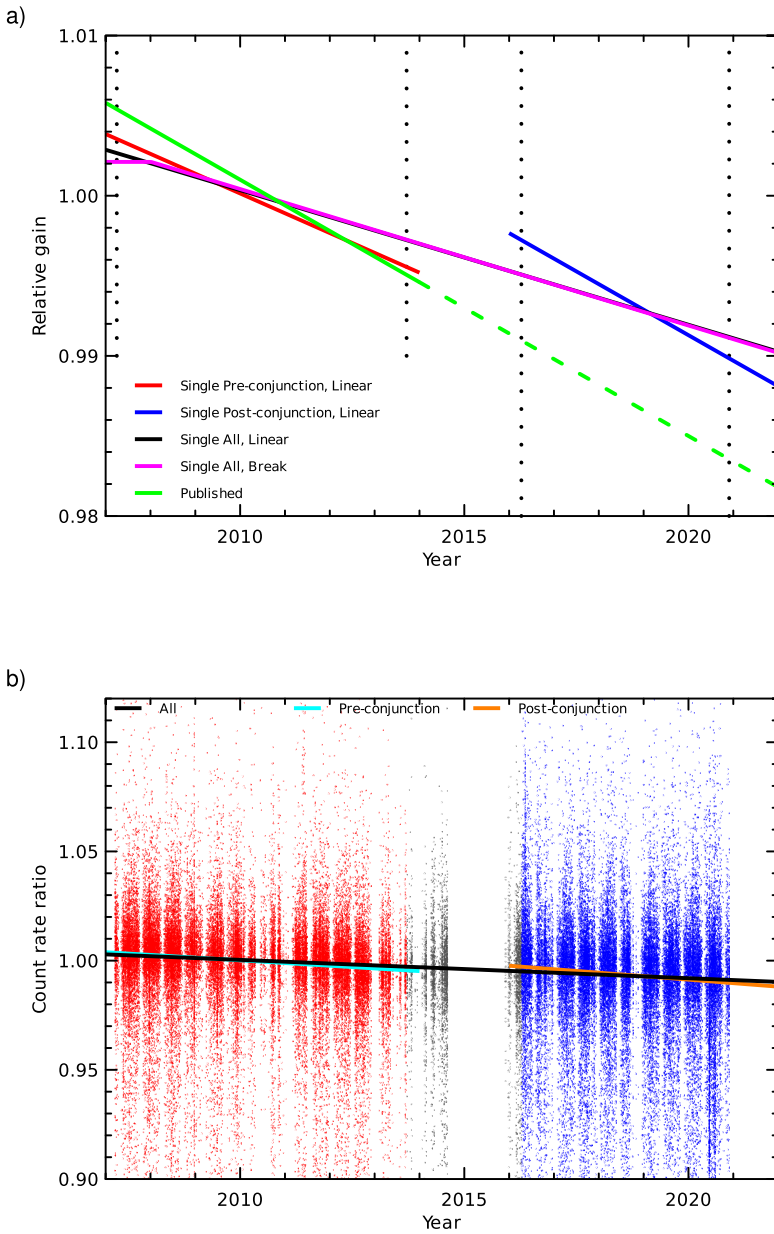 a)
1.01
1.00
0.99
0.98
Relative gain
Single Pre-conjunction, Linear
Single Post-conjunction, Linear
Single All, Linear
Single All, Break
Published
2010 2015 2020
Year
b)
All Pre-conjunction Post-conjunction
1.10
1.05
1.00
0.95
0.90
Count rate ratio
2010 2015 2020
Year